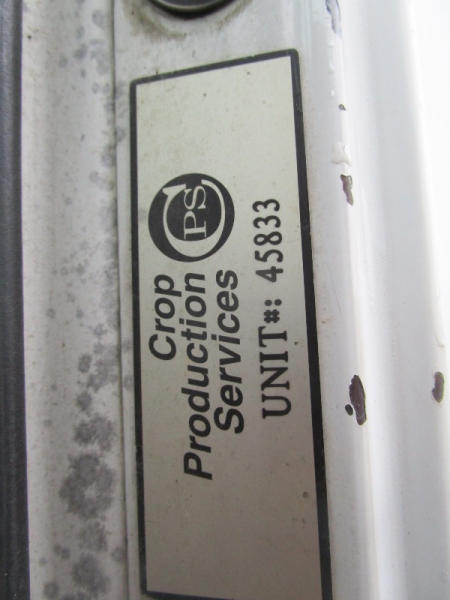 Crop
Production
Services
CPS
UNIT#: 45833